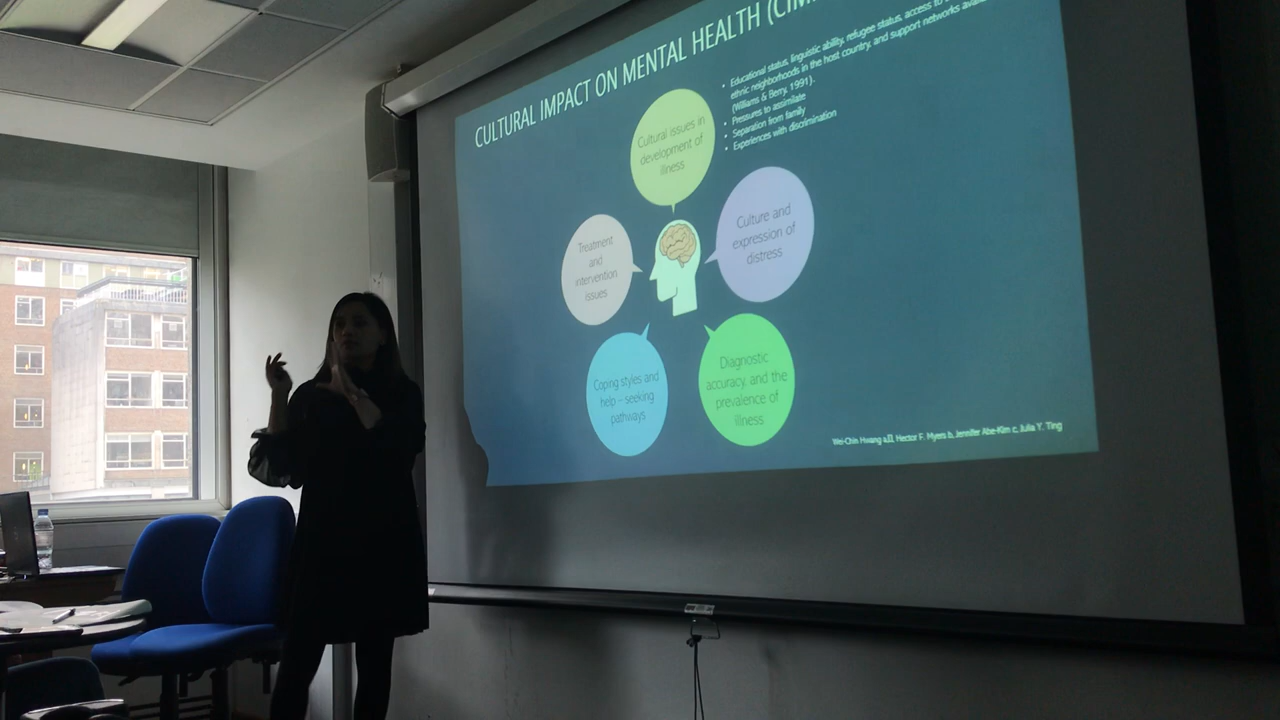 CULTURAL IMPACT ON MENTAL HEALTH
• Educational status, linguistic ability, refugee status, access to
ethnic neighborhoods in the host country, and support networks
(Williams & Berry, 1991).
• Pressures to assimilate
• Separation from family
• Experiences with discrimination
Cultural issues in
development of
illness
Culture and
expression of
distress
Treatment
and
intervention
issues
Coping styles and
help – seeking
pathways
Diagnostic
accuracy, and the
prevalence of
illness
Wei-Chin Hwang Hector F. Myers b, Jennifer Abe-Kim c, Julia Y. Ting